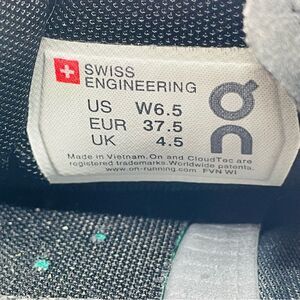 SWISS
ENGINEERING
US W6.5
EUR 37.5
UK 4.5
Made in Vietnam. On and CloudTec are
registered trademarks. Worldwide patents.
www.on-running.com FVN WI